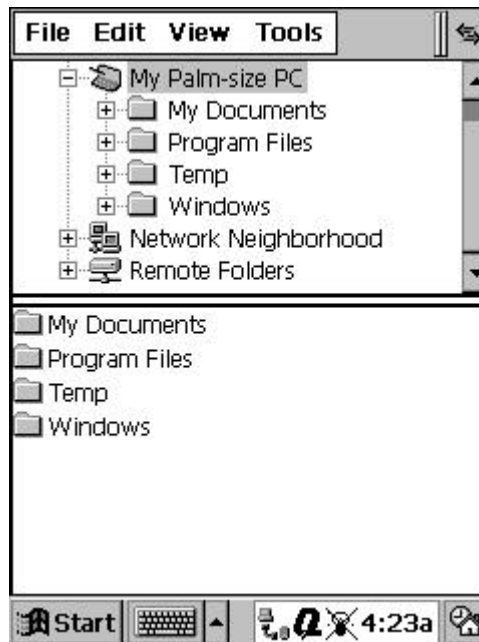 File Edit View Tools
My Palm-size PC
My Documents
Program Files
Temp
Windows
Network Neighborhood
Remote Folders
My Documents
Program Files
Temp
Windows
Start 4:23a